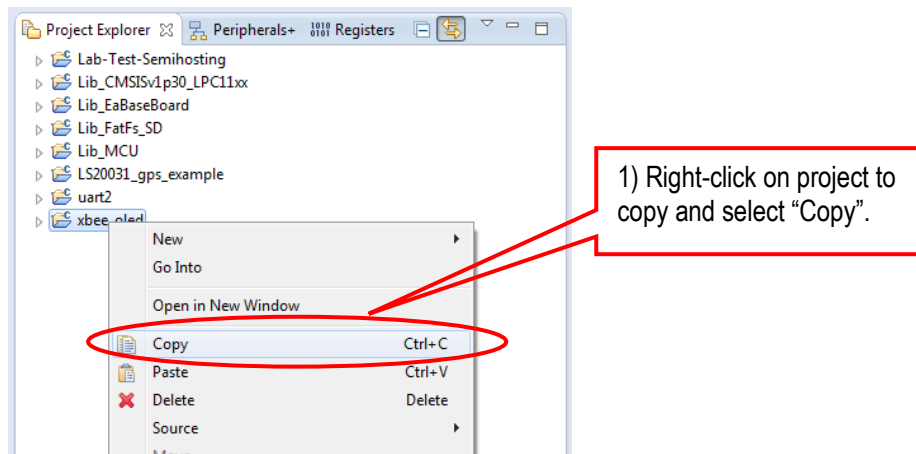 Project Explorer Peripherals+ 1010 0101 Registers
Lab-Test-Semihosting
Lib_CMSISv1p30_LPC11xx
Lib_EaBaseBoard
Lib_FatFs_SD
Lib_MCU
LS20031_gps_example
uart2
xbee_oled
New
Go Into
Open in New Window
Copy Ctrl+C
Paste Ctrl+V
Delete Delete
Source
1) Right-click on project to
copy and select “Copy”.